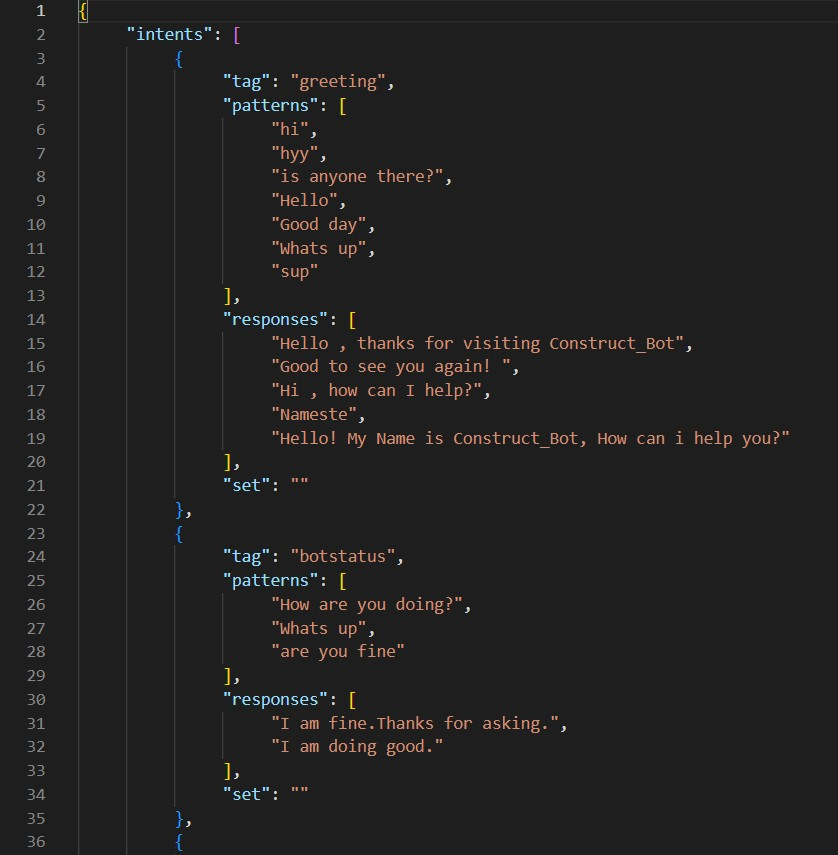 1 {
2 "intents": [
3 {
4 "tag": "greeting",
5 "patterns": [
6 "hi",
7 "hyy",
8 "is anyone there?",
9 "Hello",
10 "Good day",
11 "Whats up",
12 "sup"
13 ],
14 "responses": [
15 "Hello , thanks for visiting Construct_Bot",
16 "Good to see you again! ",
17 "Hi , how can I help?",
18 "Nameste",
19 "Hello! My Name is Construct_Bot, How can i help you?"
20 ],
21 "set": ""
22 },
23 {
24 "tag": "botstatus",
25 "patterns": [
26 "How are you doing?",
27 "Whats up",
28 "are you fine"
29 ],
30 "responses": [
31 "I am fine.Thanks for asking.",
32 "I am doing good."
33 ],
34 "set": ""
35 },
36 {